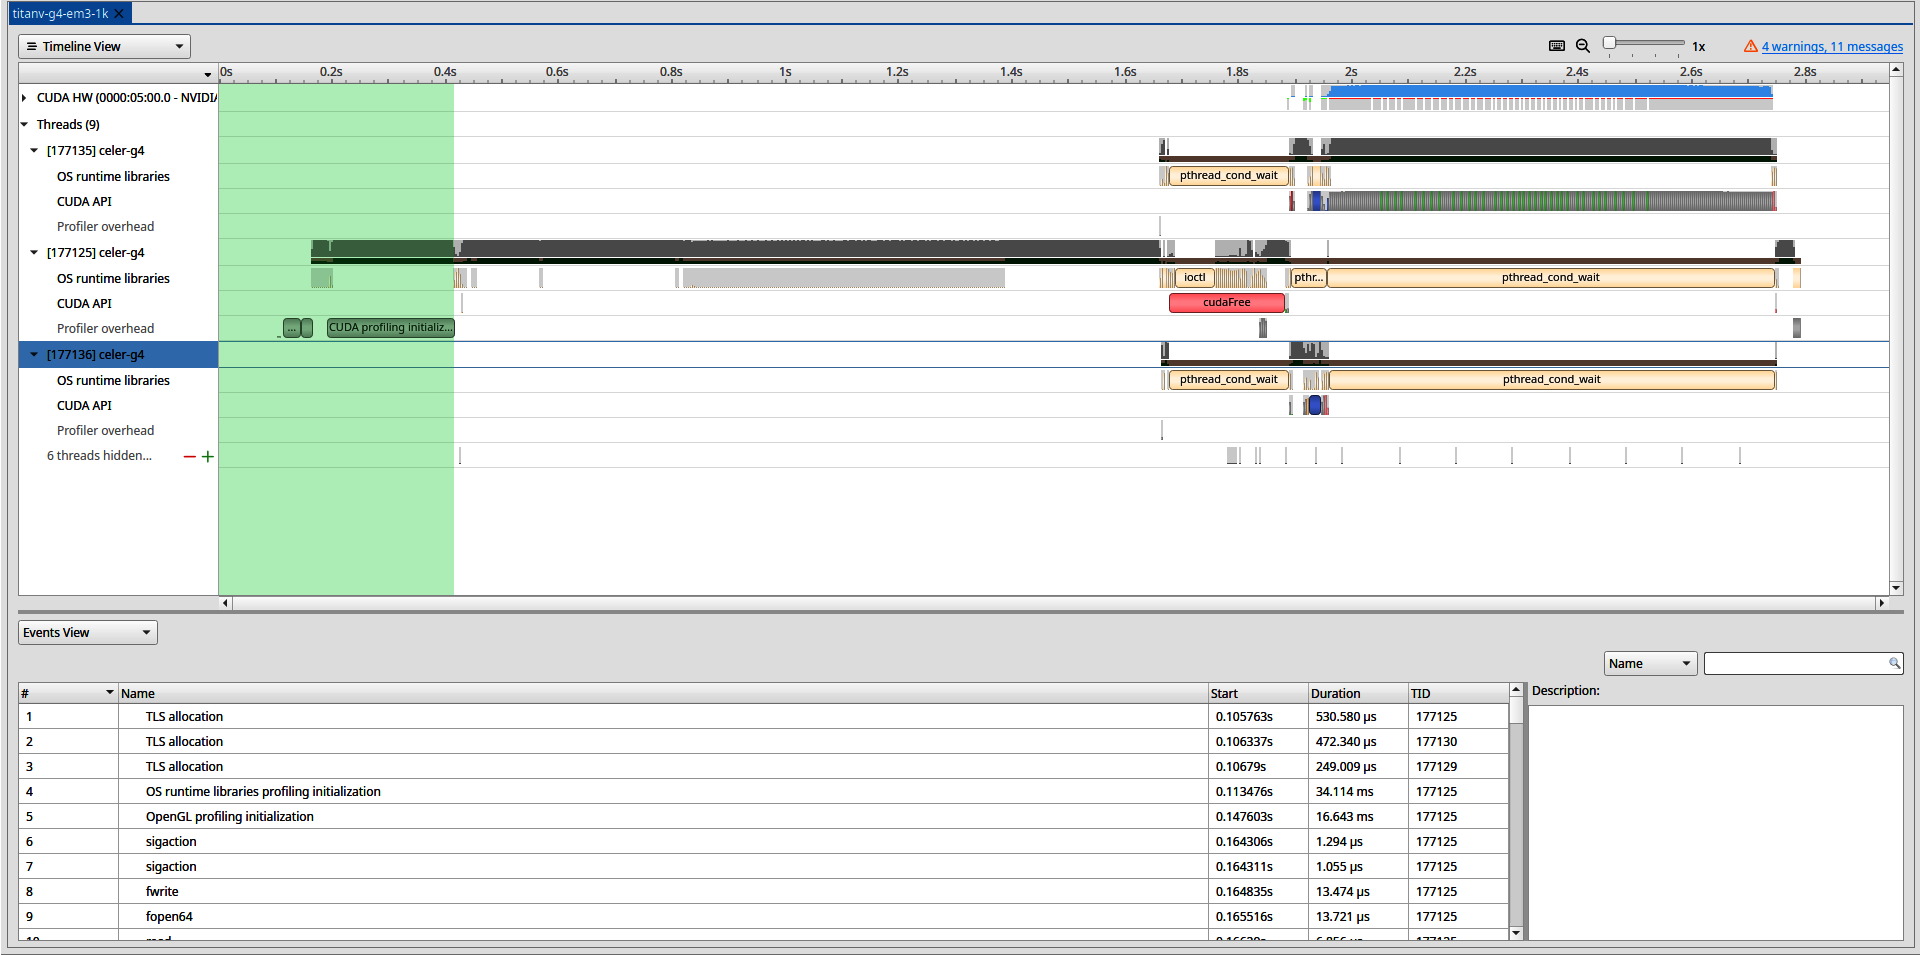 titanv-g4-em3-1k
Timeline View
1x
4 warnings, 11 messages
0s 0.2s 0.4s 0.6s 0.8s 1s 1.2s 1.4s 1.6s 1.8s 2s 2.2s 2.4s 2.6s 2.8s
CUDA HW (0000:05:00.0 - NVIDIA
Threads (9)
[177135] celer-g4
OS runtime libraries pthread_cond_wait
CUDA API
Profiler overhead
[177125] celer-g4
OS runtime libraries ioctl pthr... pthread_cond_wait
CUDA API cudaFree
Profiler overhead ... CUDA profiling initializ...
[177136] celer-g4
OS runtime libraries pthread_cond_wait pthread_cond_wait
CUDA API
Profiler overhead
6 threads hidden... − +
Events View
Name
# Name Start Duration TID Description:
1 TLS allocation 0.105763s 530.580 µs 177125
2 TLS allocation 0.106337s 472.340 µs 177130
3 TLS allocation 0.10679s 249.009 µs 177129
4 OS runtime libraries profiling initialization 0.113476s 34.114 ms 177125
5 OpenGL profiling initialization 0.147603s 16.643 ms 177125
6 sigaction 0.164306s 1.294 µs 177125
7 sigaction 0.164311s 1.055 µs 177125
8 fwrite 0.164835s 13.474 µs 177125
9 fopen64 0.165516s 13.721 µs 177125